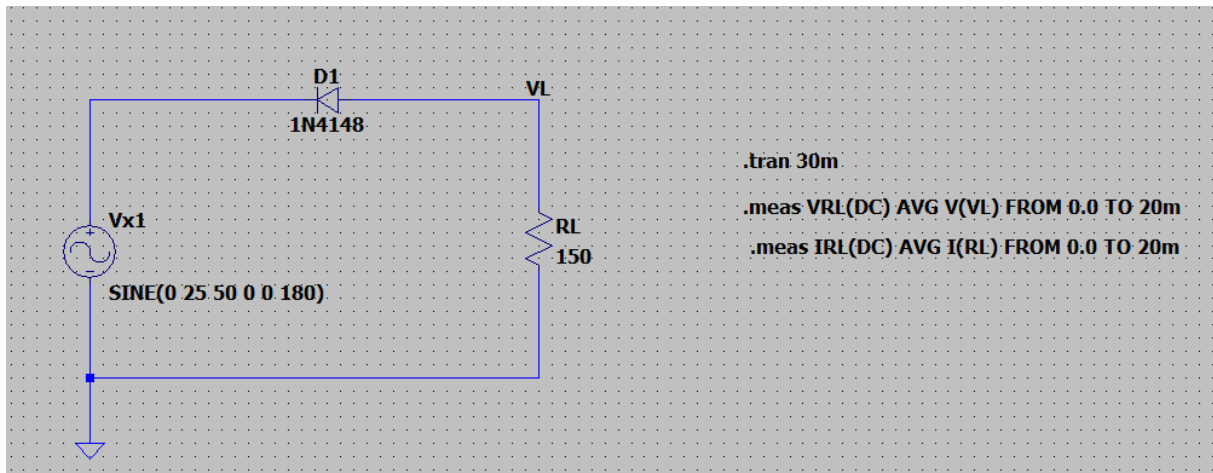 D1
VL
1N4148
.tran 30m
.meas VRL(DC) AVG V(VL) FROM 0.0 TO 20m
Vx1
RL
.meas IRL(DC) AVG I(RL) FROM 0.0 TO 20m
150
SINE(0 25 50 0 0 180)